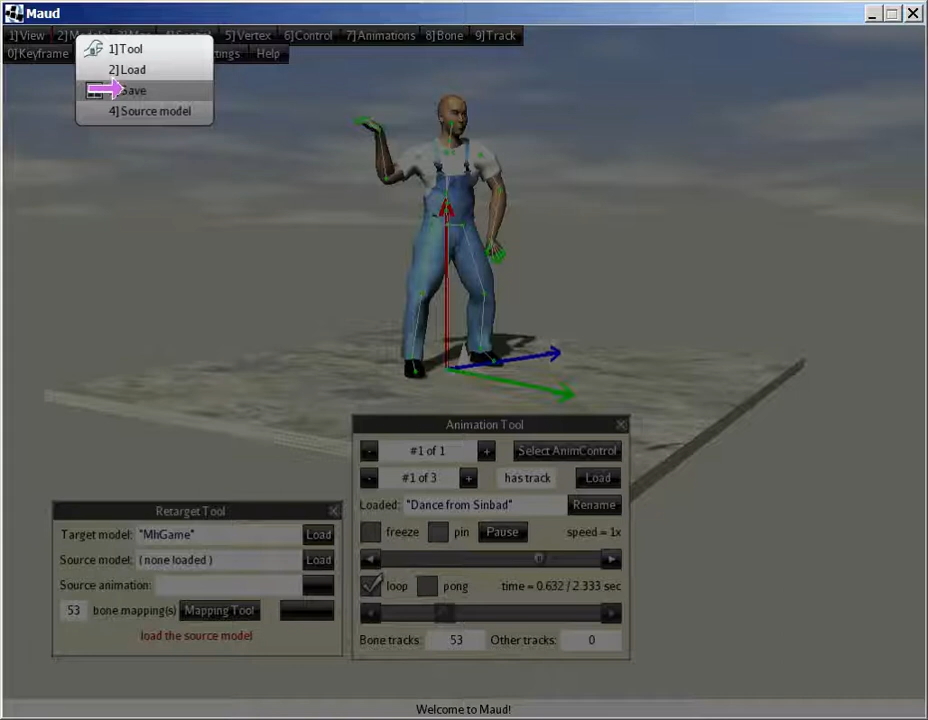 Maud
1]View 5]Vertex 6]Control 7]Animations 8]Bone 9]Track
0]Keyframe tings Help
1]Tool
2]Load
Save
4]Source model
Animation Tool
- #1 of 1 + Select AnimControl
- #1 of 3 + has track Load
Loaded: "Dance from Sinbad" Rename
freeze pin Pause speed = 1x
loop pong time = 0.632 / 2.333 sec
Bone tracks: 53 Other tracks: 0
Retarget Tool
Target model: "MhGame" Load
Source model: ( none loaded ) Load
Source animation:
53 bone mapping(s) Mapping Tool
load the source model
Welcome to Maud!